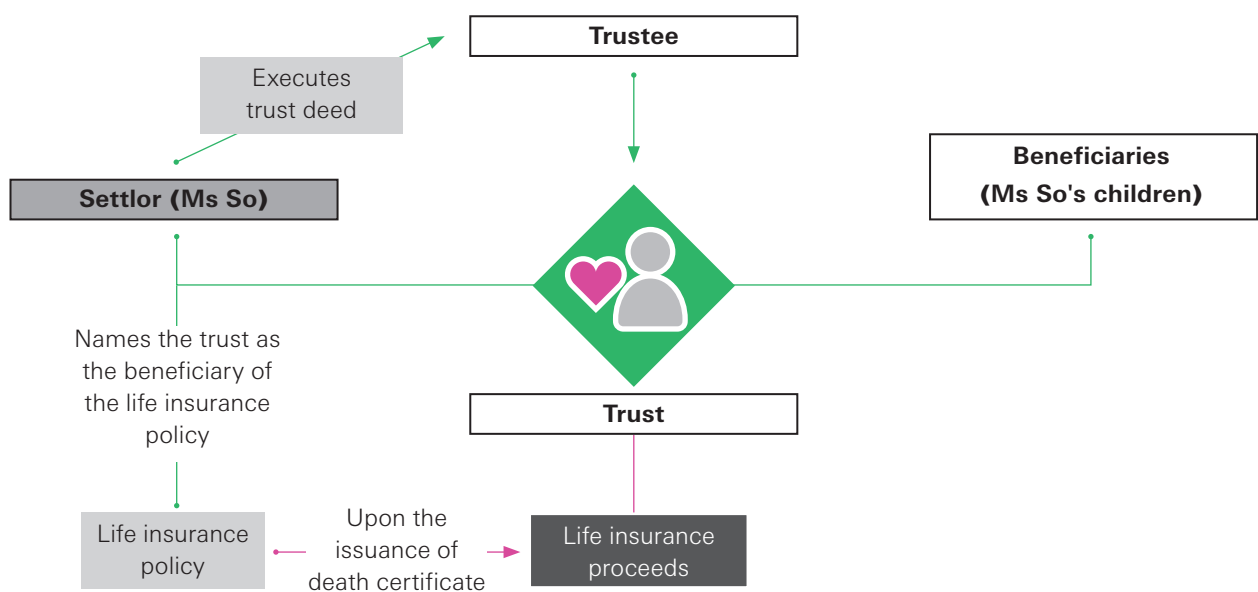 Trustee
Executes
trust deed
Beneficiaries
(Ms So's children)
Settlor (Ms So)
Names the trust as
the beneficiary of
the life insurance
policy
Trust
Life insurance
policy
Upon the
issuance of
death certificate
Life insurance
proceeds